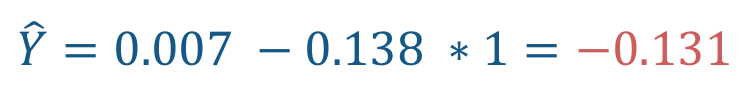 Ŷ = 0.007 − 0.138 * 1 = −0.131